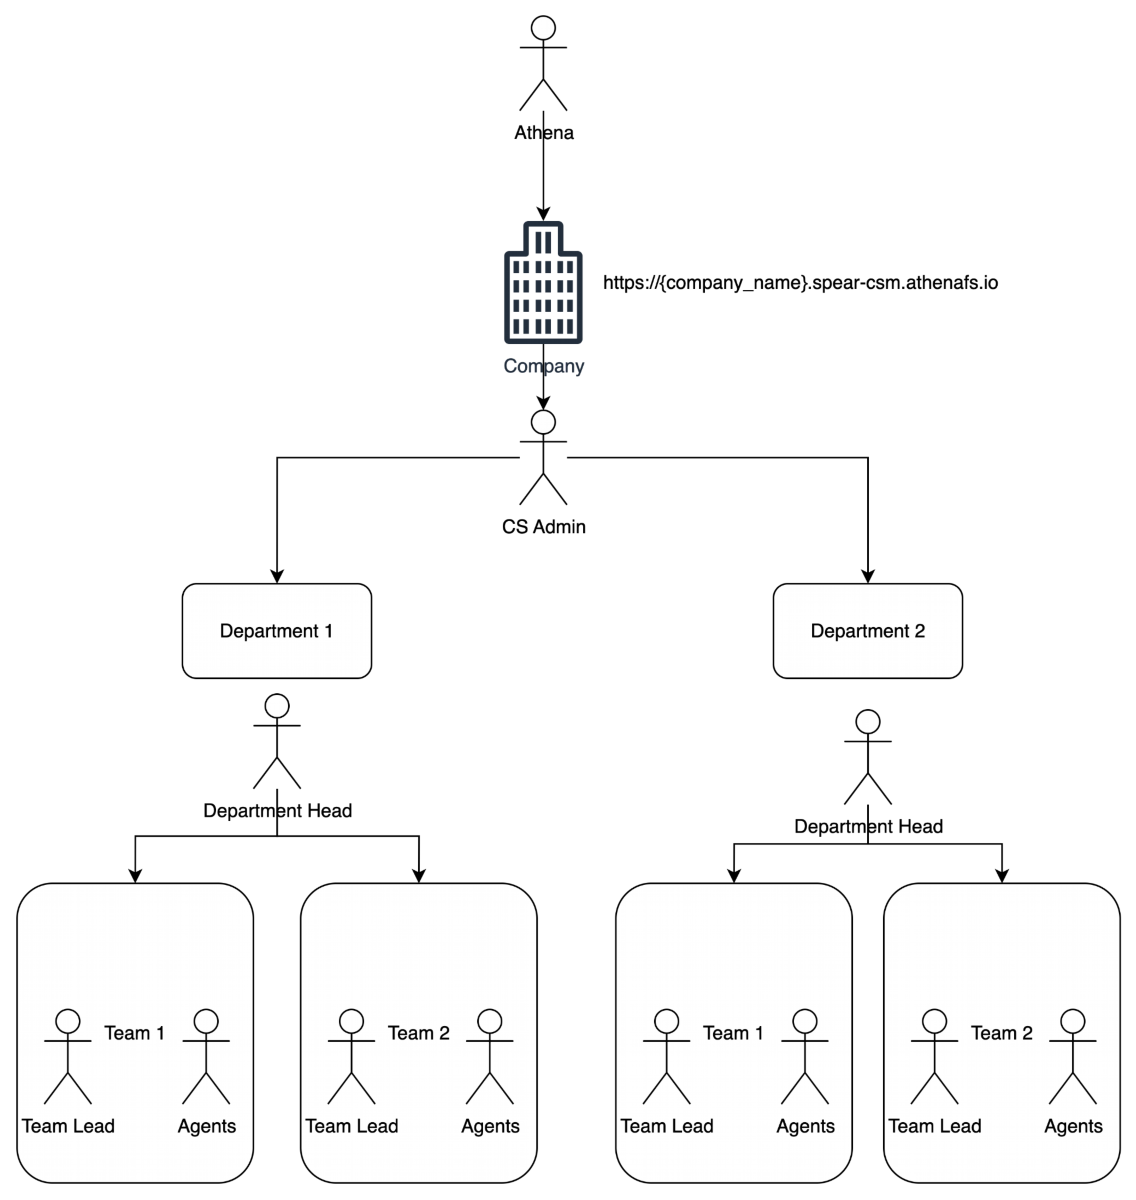 Athena
https://{company_name}.spear-csm.athenafs.io
Company
CS Admin
Department 1
Department 2
Department Head
Department Head
Team 1
Team Lead
Agents
Team 2
Team Lead
Agents
Team 1
Team Lead
Agents
Team 2
Team Lead
Agents